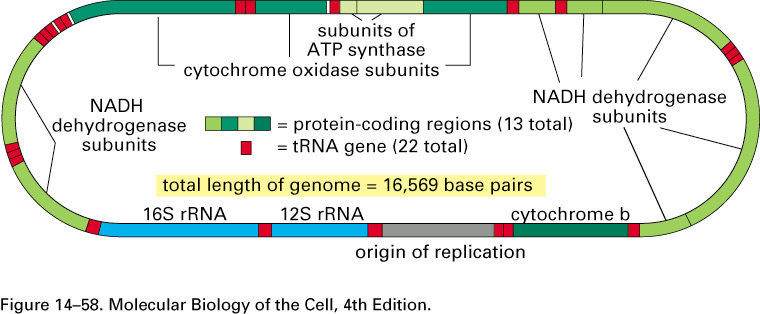 subunits of
ATP synthase
cytochrome oxidase subunits
NADH
dehydrogenase
subunits
NADH dehydrogenase
subunits
= protein-coding regions (13 total)
= tRNA gene (22 total)
total length of genome = 16,569 base pairs
16S rRNA
12S rRNA
cytochrome b
origin of replication
Figure 14–58. Molecular Biology of the Cell, 4th Edition.